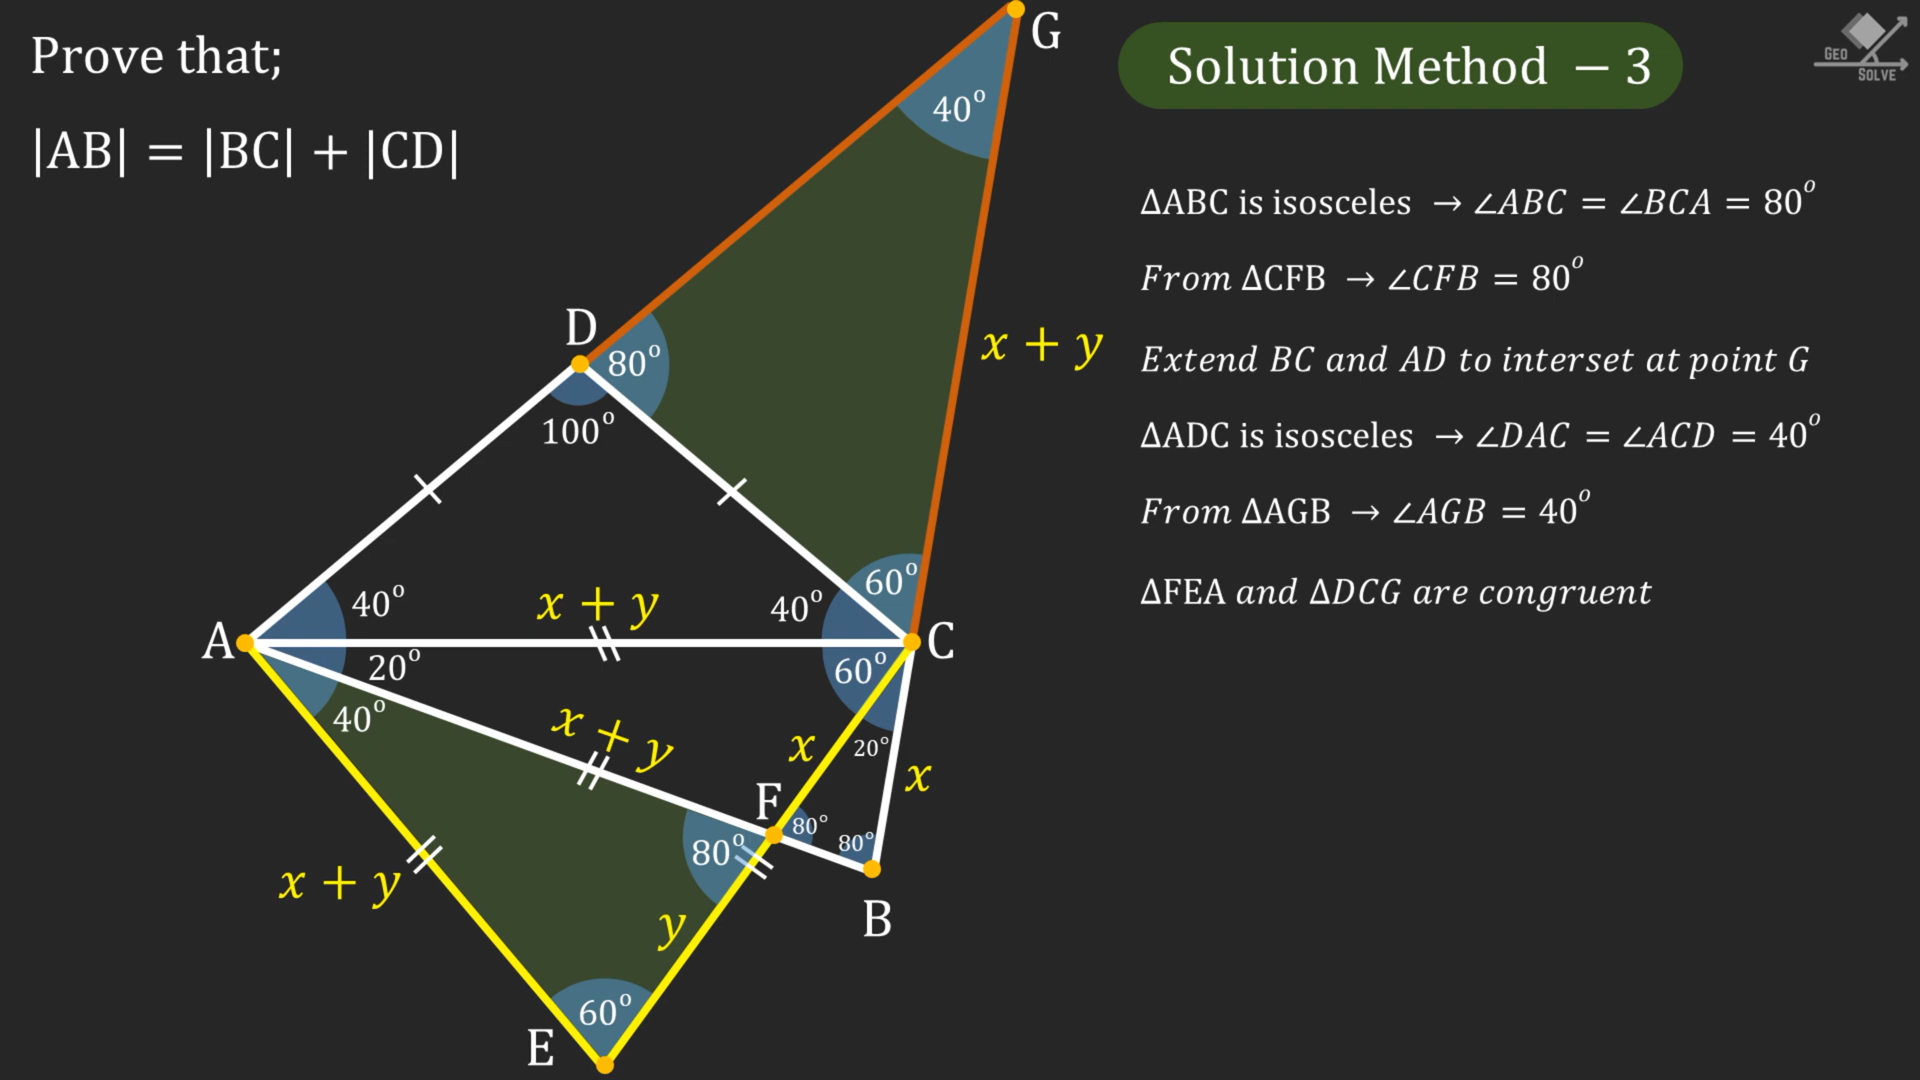 Prove that;
|AB| = |BC| + |CD|
Solution Method – 3
GEO
SOLVE
ΔABC is isosceles → ∠ABC = ∠BCA = 80°
From ΔCFB → ∠CFB = 80°
Extend BC and AD to interset at point G
ΔADC is isosceles → ∠DAC = ∠ACD = 40°
From ΔAGB → ∠AGB = 40°
ΔFEA and ΔDCG are congruent
G
40°
x + y
D
80°
100°
60°
40°
x + y
40°
A
C
20°
60°
40°
x + y
x
20°
x
F
80°
80°
80°
x + y
y
B
60°
E